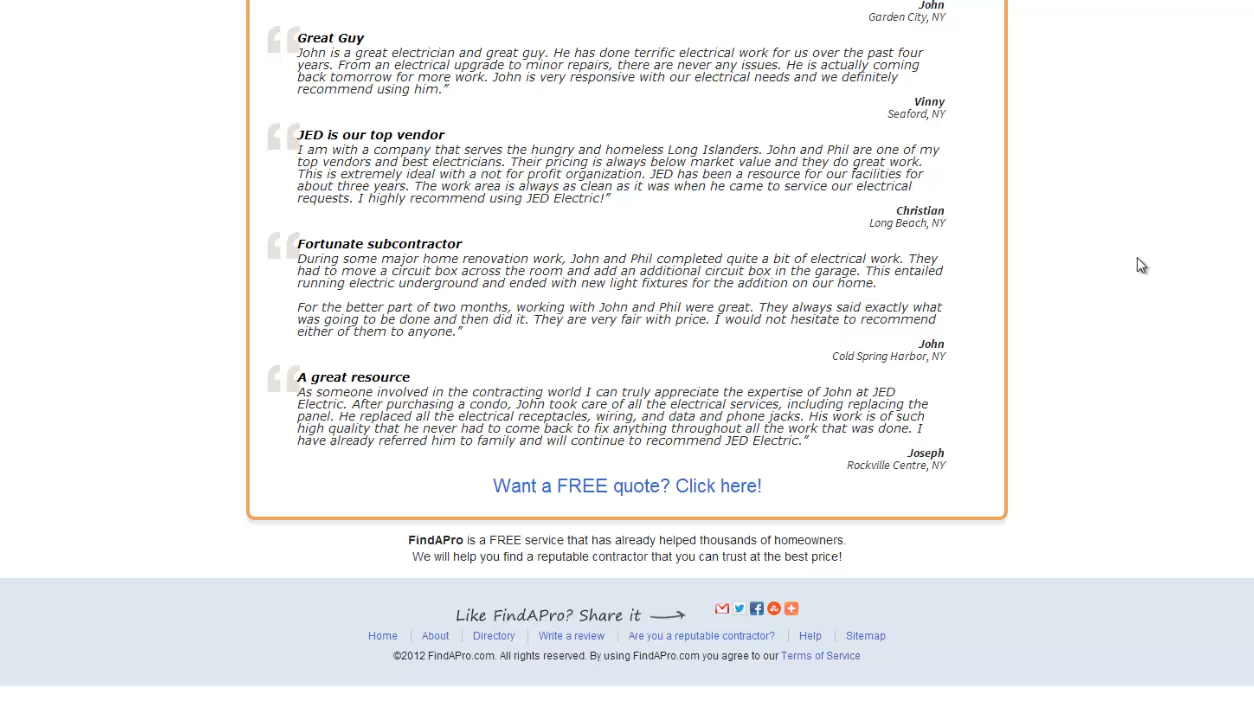 John
Garden City, NY
Great Guy
John is a great electrician and great guy. He has done terrific electrical work for us over the past four
years. From an electrical upgrade to minor repairs, there are never any issues. He is actually coming
back tomorrow for more work. John is very responsive with our electrical needs and we definitely
recommend using him.”
Vinny
Seaford, NY
JED is our top vendor
I am with a company that serves the hungry and homeless Long Islanders. John and Phil are one of my
top vendors and best electricians. Their pricing is always below market value and they do great work.
This is extremely ideal with a not for profit organization. JED has been a resource for our facilities for
about three years. The work area is always as clean as it was when he came to service our electrical
requests. I highly recommend using JED Electric!”
Christian
Long Beach, NY
Fortunate subcontractor
During some major home renovation work, John and Phil completed quite a bit of electrical work. They
had to move a circuit box across the room and add an additional circuit box in the garage. This entailed
running electric underground and ended with new light fixtures for the addition on our home.
For the better part of two months, working with John and Phil were great. They always said exactly what
was going to be done and then did it. They are very fair with price. I would not hesitate to recommend
either of them to anyone.”
John
Cold Spring Harbor, NY
A great resource
As someone involved in the contracting world I can truly appreciate the expertise of John at JED
Electric. After purchasing a condo, John took care of all the electrical services, including replacing the
panel. He replaced all the electrical receptacles, wiring, and data and phone jacks. His work is of such
high quality that he never had to come back to fix anything throughout all the work that was done. I
have already referred him to family and will continue to recommend JED Electric.”
Joseph
Rockville Centre, NY
Want a FREE quote? Click here!
FindAPro is a FREE service that has already helped thousands of homeowners.
We will help you find a reputable contractor that you can trust at the best price!
Like FindAPro? Share it
Home About Directory Write a review Are you a reputable contractor? Help Sitemap
©2012 FindAPro.com. All rights reserved. By using FindAPro.com you agree to our Terms of Service